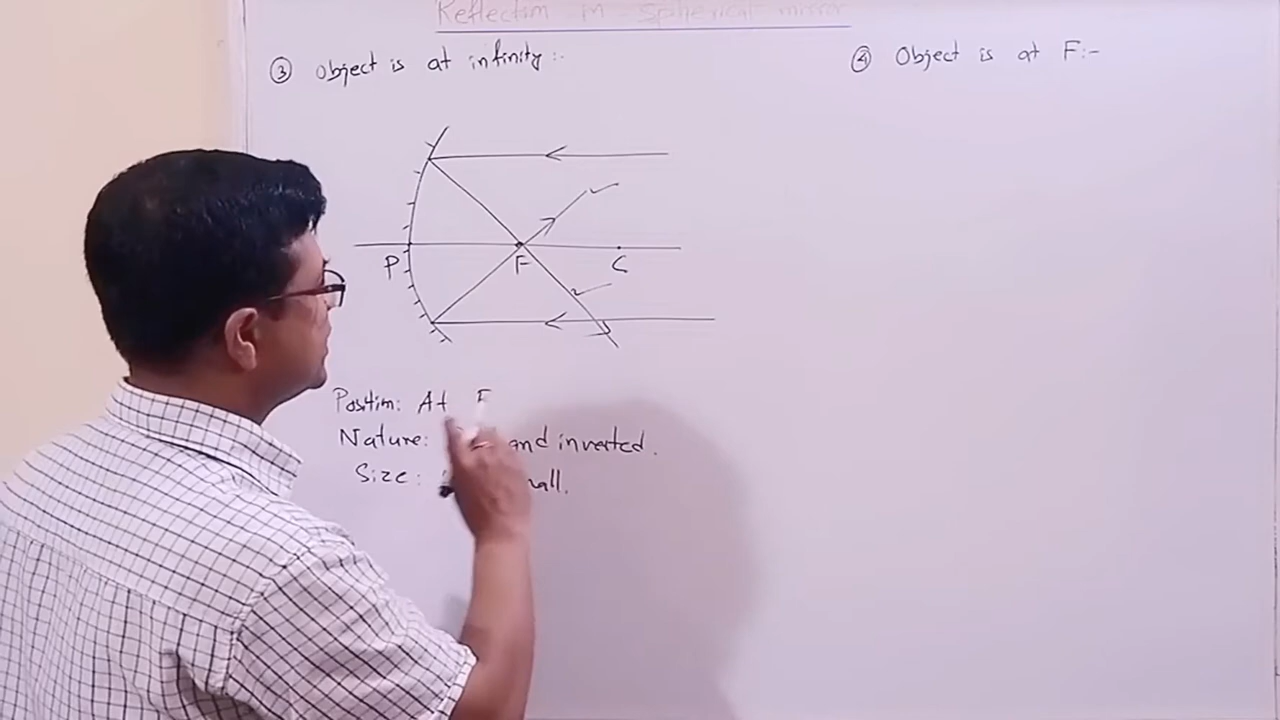 Reflection in spherical mirror
③ Object is at infinity:-
④ Object is at F:-
P F C
Position: At F
Nature: and inverted.
Size: